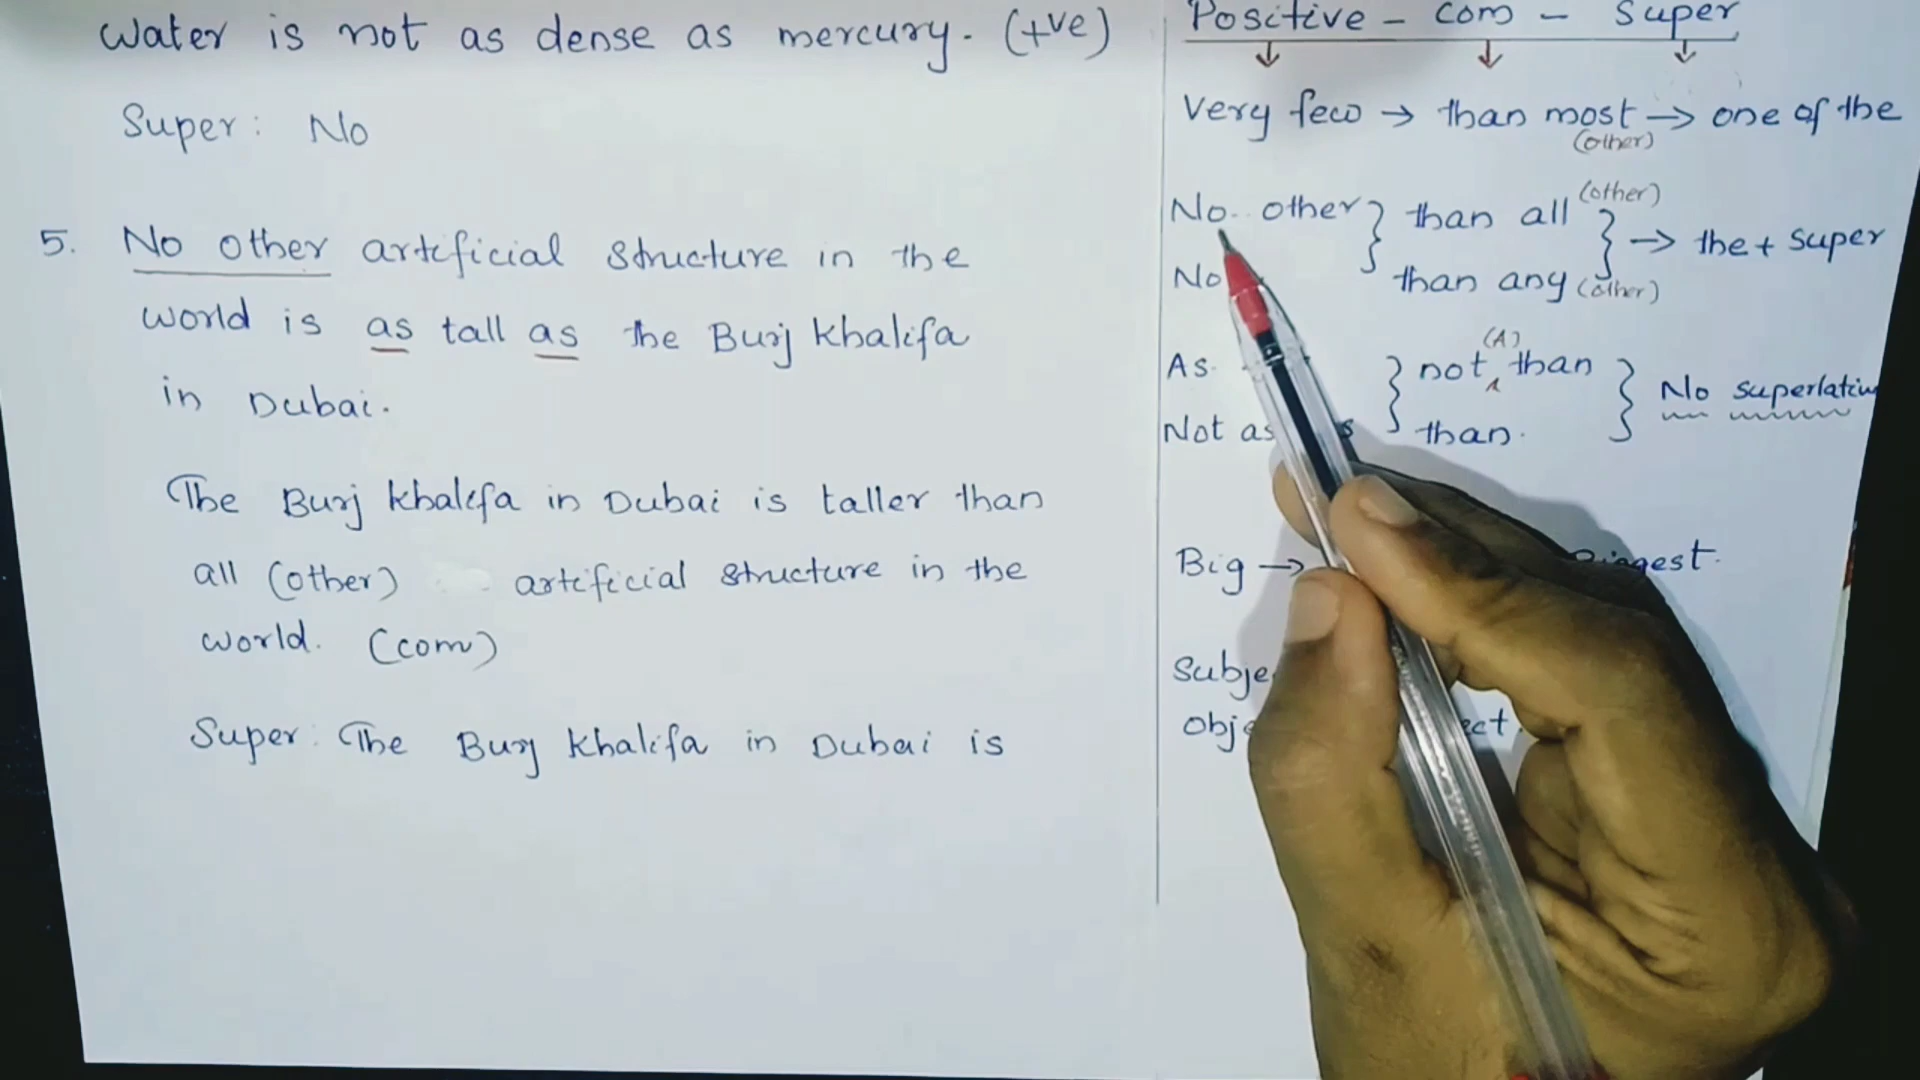 Water is not as dense as mercury. (+ve)
Super: No
5. No other artificial structure in the
world is as tall as the Burj Khalifa
in Dubai.
The Burj Khalifa in Dubai is taller than
all (other) artificial structure in the
world. (com)
Super: The Burj Khalifa in Dubai is
Positive - com - Super
Very few → than most → one of the
(other)
No other } than all (other) } → the + super
No than any (other)
As } not (A) than } No superlative
Not as than.
Big →